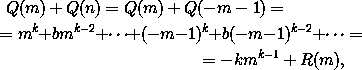 Q(m) + Q(n) = Q(m) + Q(−m − 1) =
= m^k + bm^{k−2} + ⋯ + (−m−1)^k + b(−m−1)^{k−2} + ⋯ =
= −km^{k−1} + R(m),